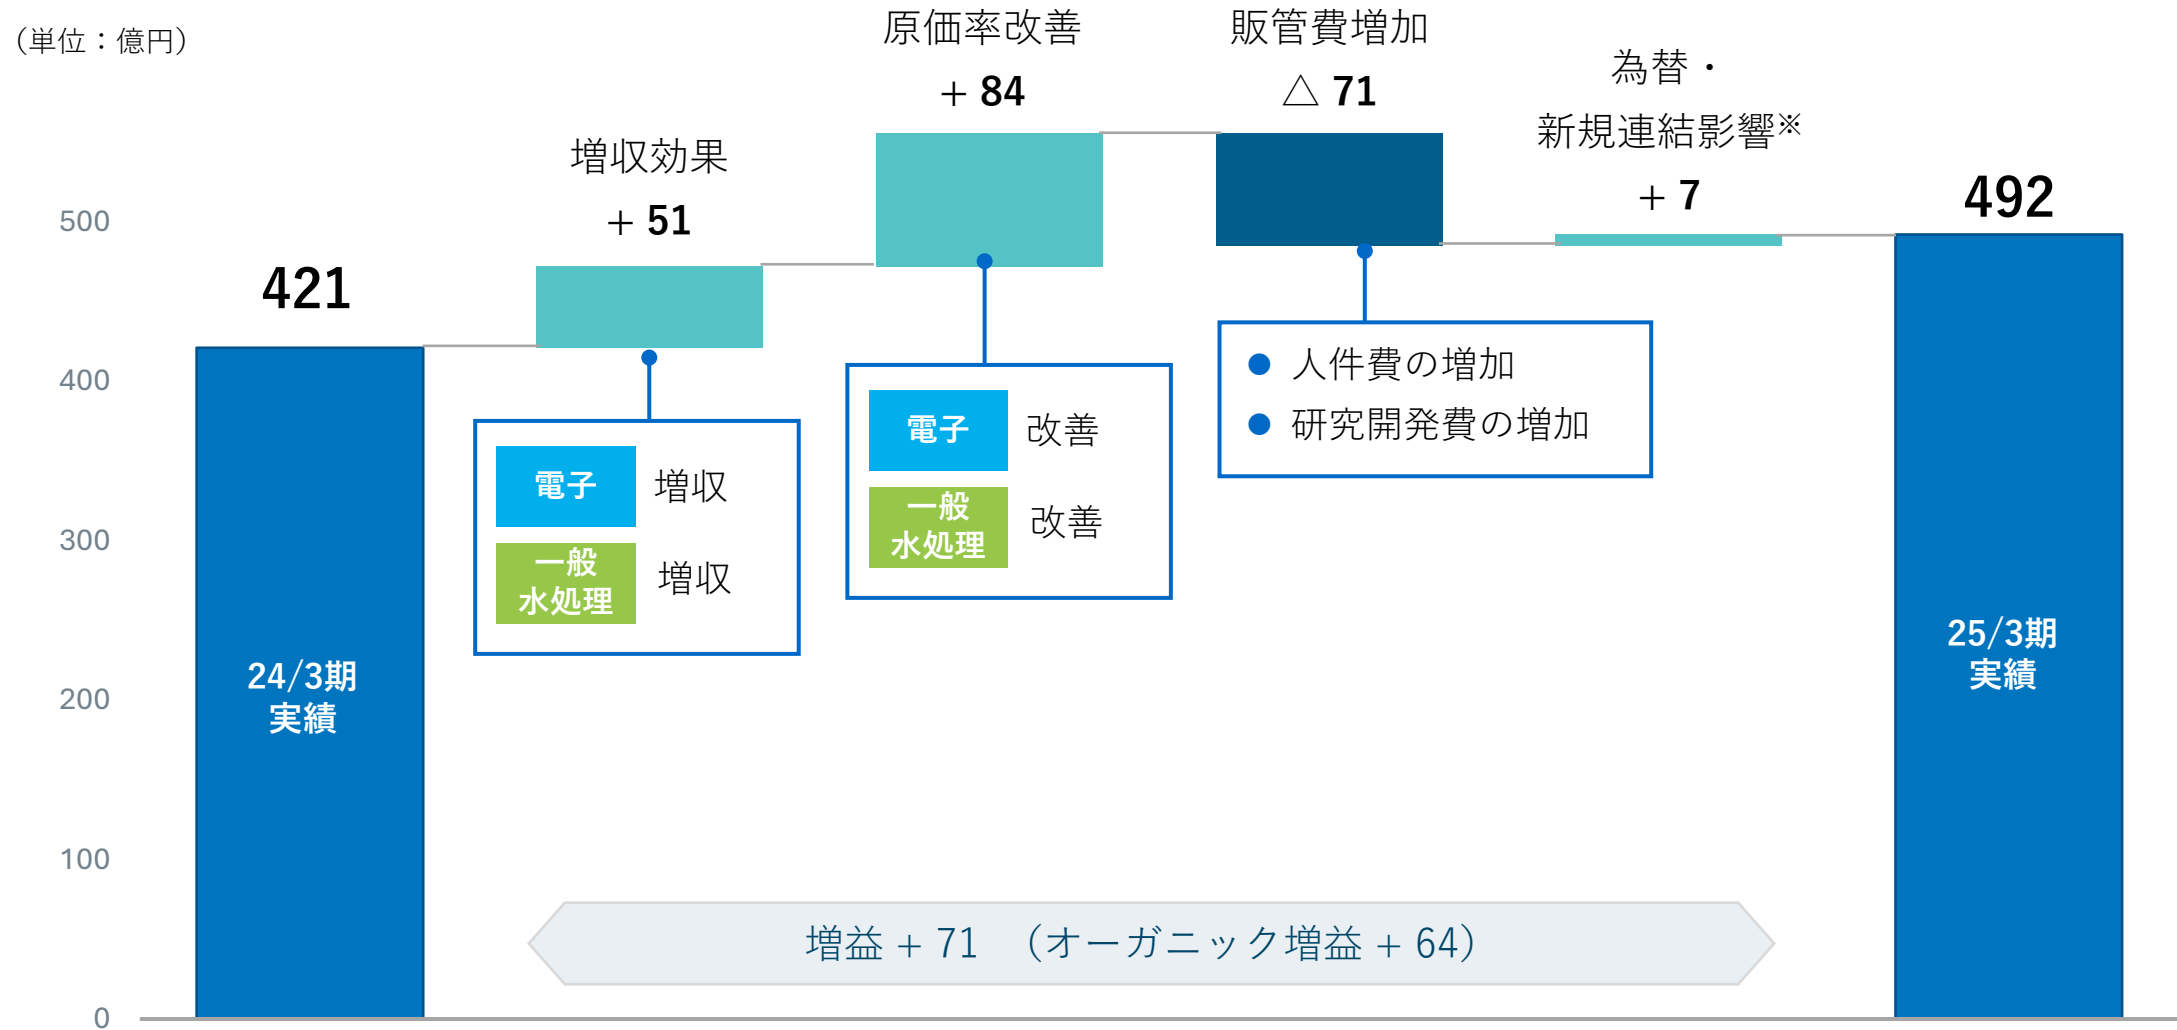 （単位：億円）
500
400
300
200
100
0
421
24/3期
実績
増収効果
+ 51
電子 増収
一般
水処理
増収
原価率改善
+ 84
電子 改善
一般
水処理
改善
販管費増加
△ 71
● 人件費の増加
● 研究開発費の増加
為替・
新規連結影響※
+ 7
492
25/3期
実績
増益 + 71 （オーガニック増益 + 64）